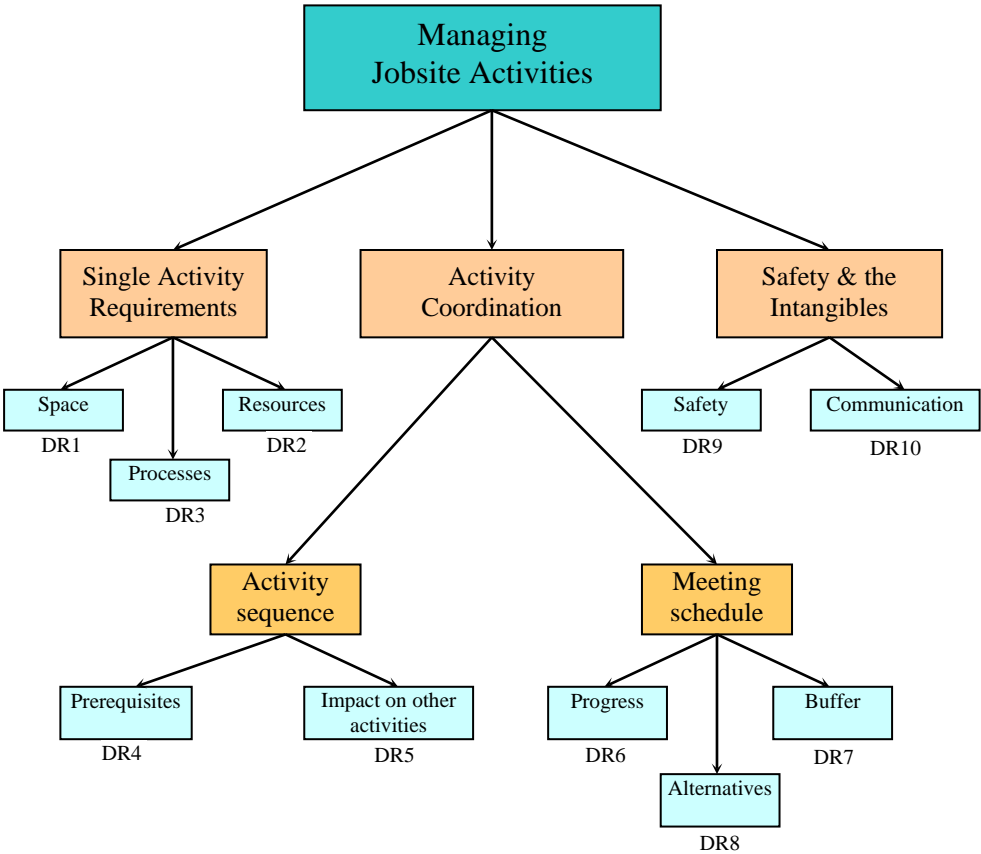 Managing
Jobsite Activities
Single Activity
Requirements
Activity
Coordination
Safety & the
Intangibles
Space
DR1
Resources
DR2
Processes
DR3
Safety
DR9
Communication
DR10
Activity
sequence
Meeting
schedule
Prerequisites
DR4
Impact on other
activities
DR5
Progress
DR6
Buffer
DR7
Alternatives
DR8